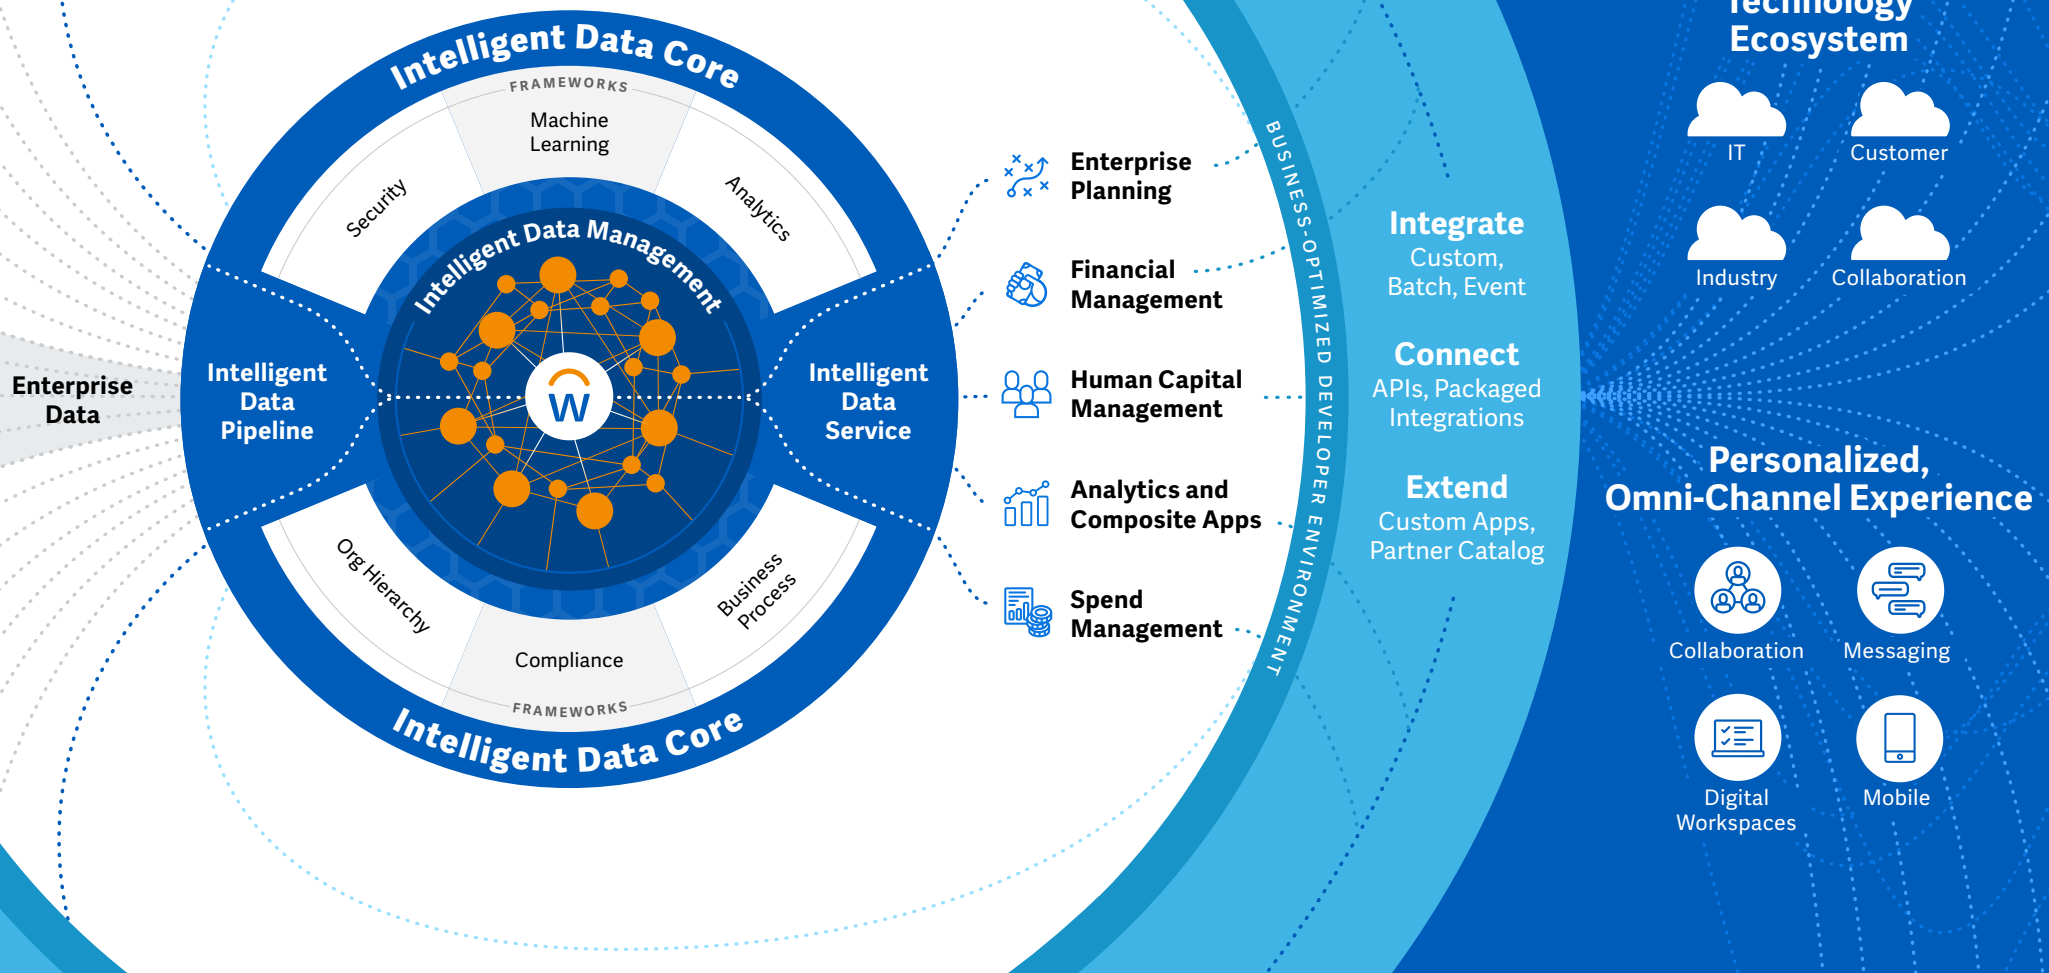 Intelligent Data Core
FRAMEWORKS
Machine
Learning
Security
Analytics
Intelligent Data Management
Enterprise
Data
Intelligent
Data
Pipeline
W
Intelligent
Data
Service
Org Hierarchy
Business
Process
Compliance
FRAMEWORKS
Intelligent Data Core
Enterprise
Planning
Financial
Management
Human Capital
Management
Analytics and
Composite Apps
Spend
Management
BUSINESS-OPTIMIZED DEVELOPER ENVIRONMENT
Integrate
Custom,
Batch, Event
Connect
APIs, Packaged
Integrations
Extend
Custom Apps,
Partner Catalog
Technology
Ecosystem
IT
Customer
Industry
Collaboration
Personalized,
Omni-Channel Experience
Collaboration
Messaging
Digital
Workspaces
Mobile